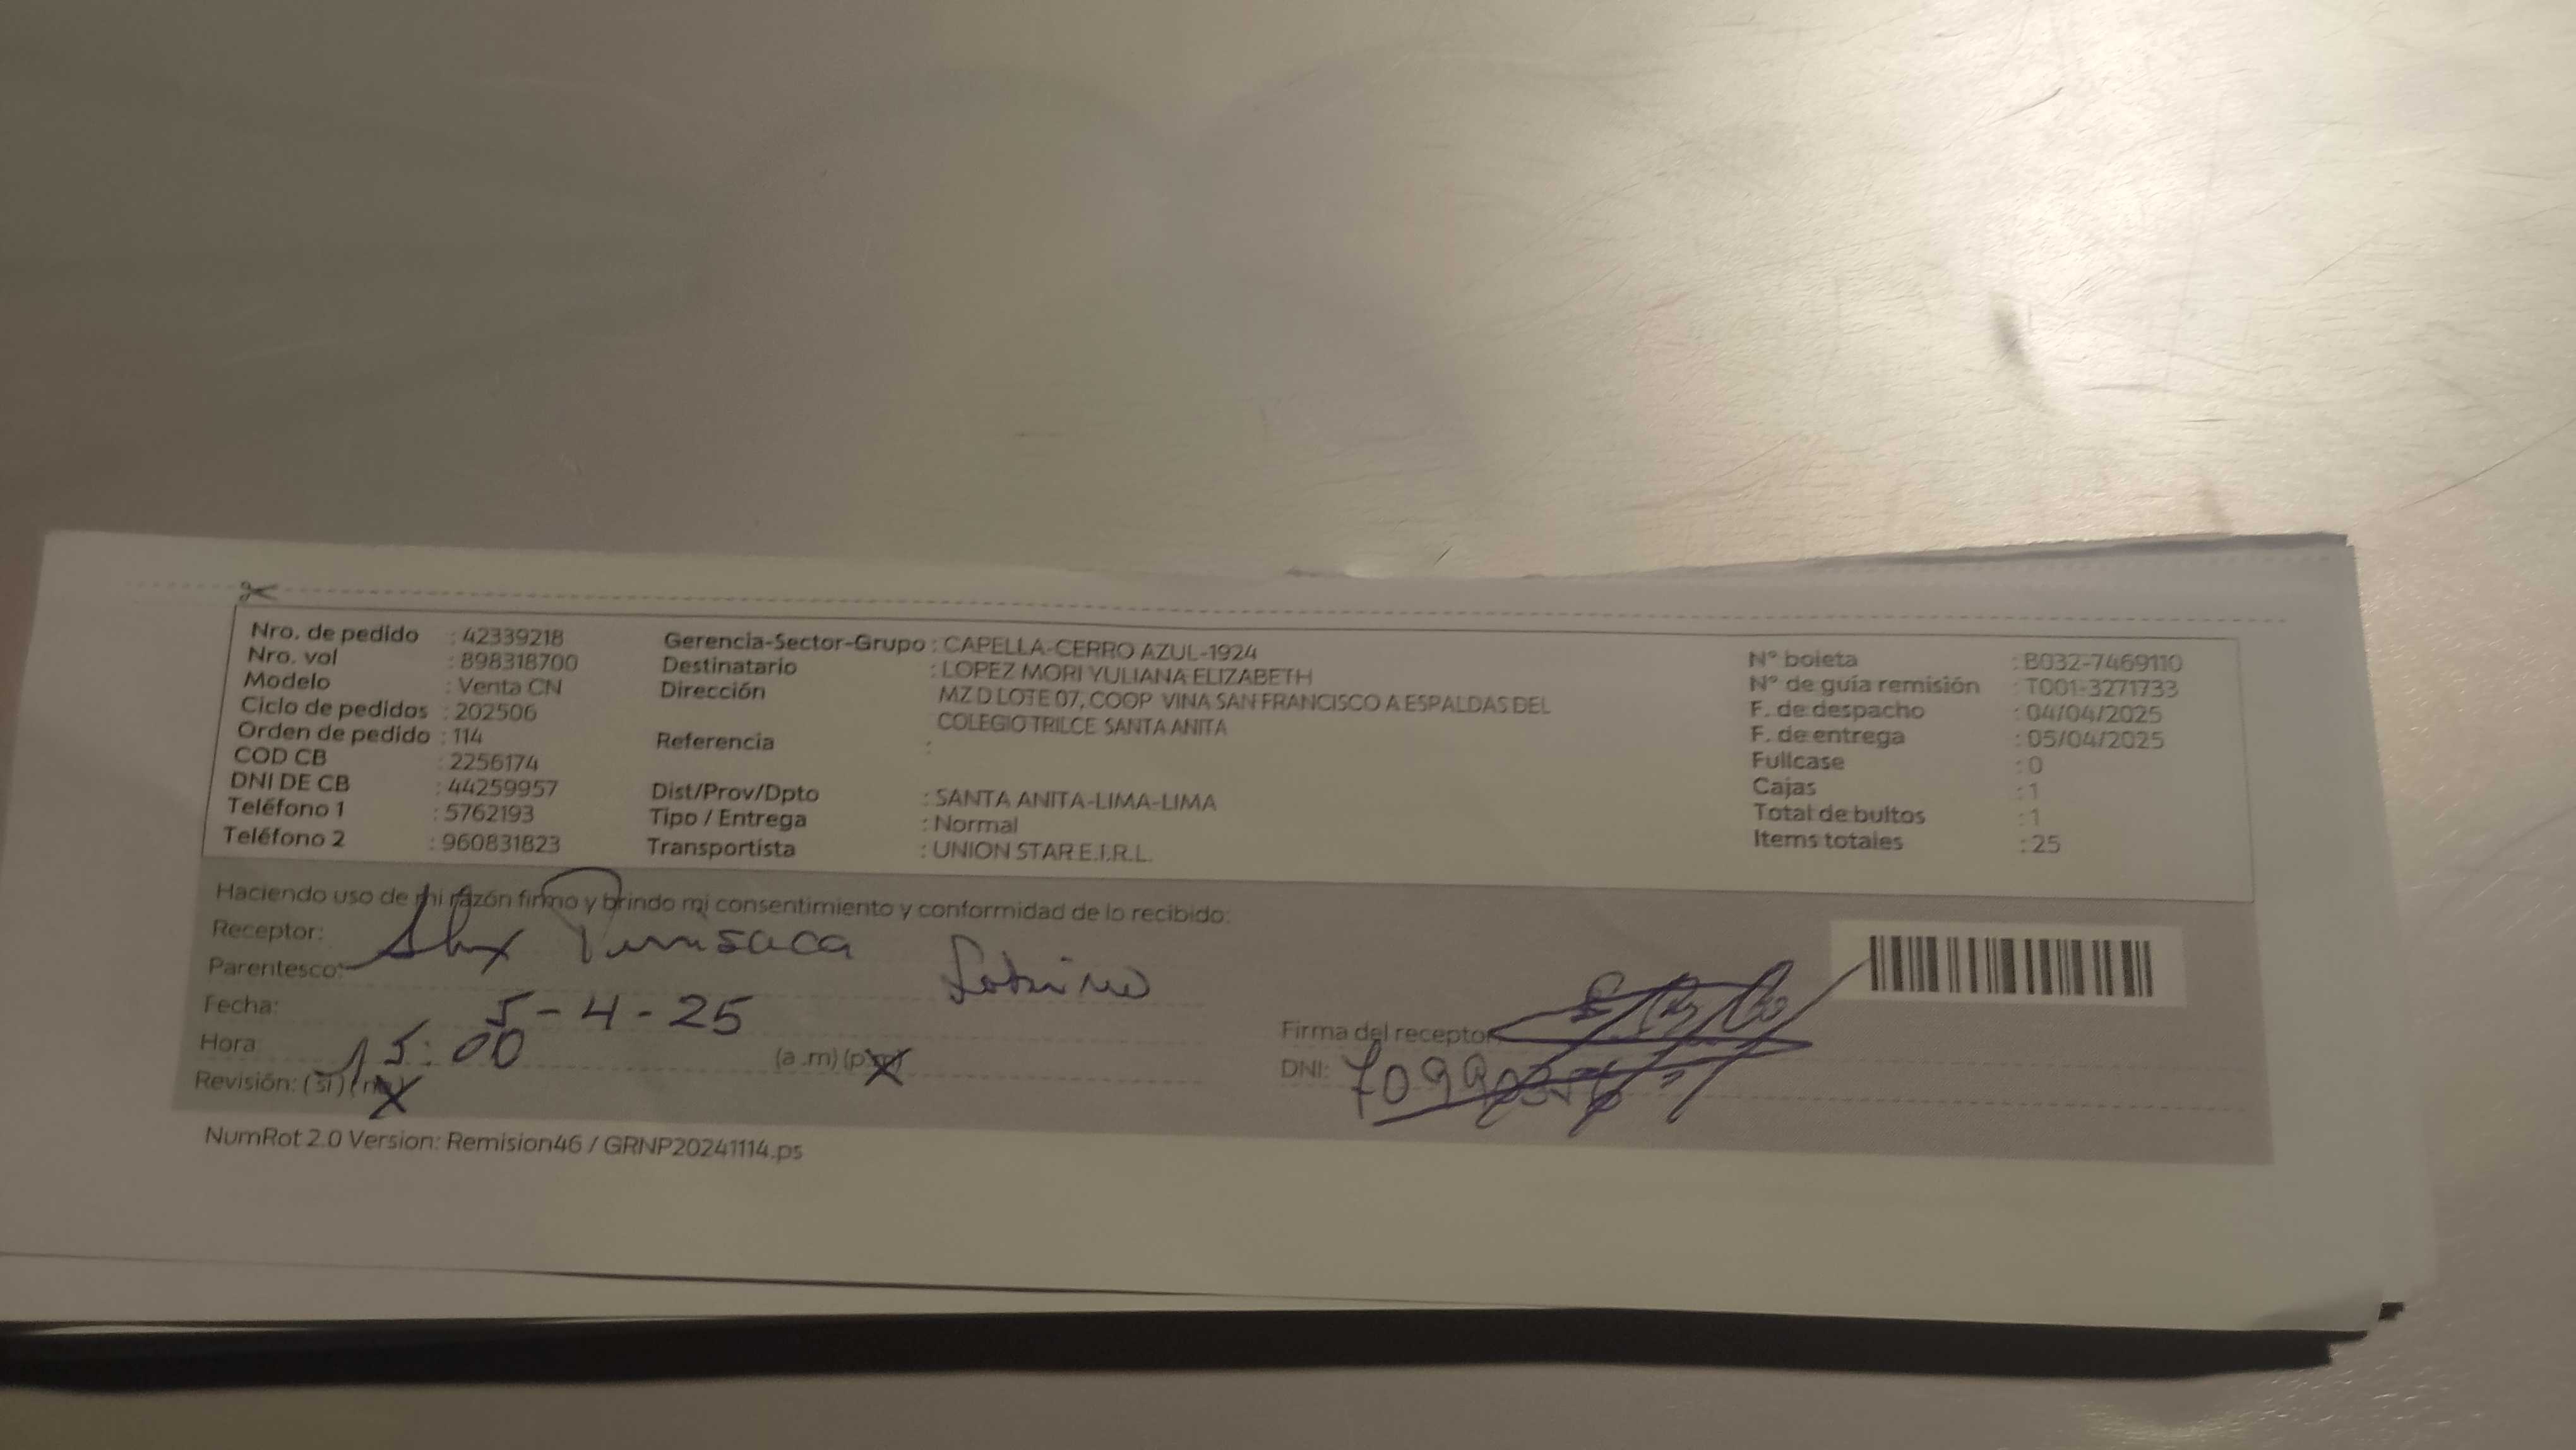 Nro. de pedido : 42339218
Nro. vol : 898318700
Modelo : Venta CN
Ciclo de pedidos : 202506
Orden de pedido : 114
COD CB : 2256174
DNI DE CB : 44259957
Teléfono 1 : 5762193
Teléfono 2 : 960831823
Gerencia-Sector-Grupo : CAPELLA-CERRO AZUL-1924
Destinatario : LOPEZ MORI YULIANA ELIZABETH
Dirección MZ D LOTE 07, COOP VINA SAN FRANCISCO A ESPALDAS DEL
COLEGIO TRILCE SANTA ANITA
Referencia :
Dist/Prov/Dpto : SANTA ANITA-LIMA-LIMA
Tipo / Entrega : Normal
Transportista : UNION STAR E.I.R.L.
N° boleta : B032-7469110
N° de guía remisión : T001-3271733
F. de despacho : 04/04/2025
F. de entrega : 05/04/2025
Fullcase : 0
Cajas : 1
Total de bultos : 1
Items totales : 25
Haciendo uso de mi razón firmo y brindo mi consentimiento y conformidad de lo recibido:
Receptor: Alex
Parentesco: Sobrino
Fecha: 5-4-25
Hora: 15:00 (a .m) (p.m)
Revisión: (si) (no)
Firma del receptor
DNI:
NumRot 2.0 Version: Remision46 / GRNP20241114.ps